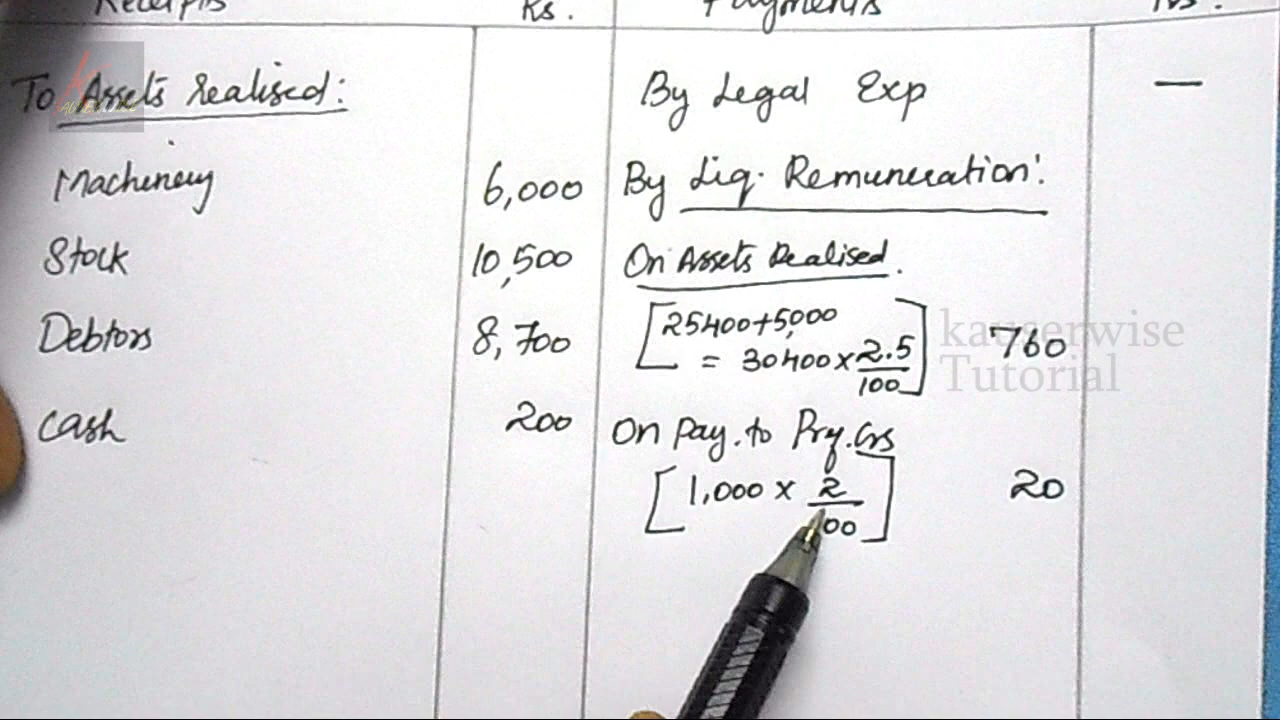 Receipts Rs. Payments Rs.
To Assets realised: By Legal Exp —
Machinery 6,000 By Liq. Remuneration:
Stock 10,500 On Assets Realised.
Debtors 8,700 [25400+5,000
= 30400 × 2.5/100] 760
Cash 200 On Pay. to Pry. Crs
[1,000 × 2/100] 20
kauserwise
Tutorial